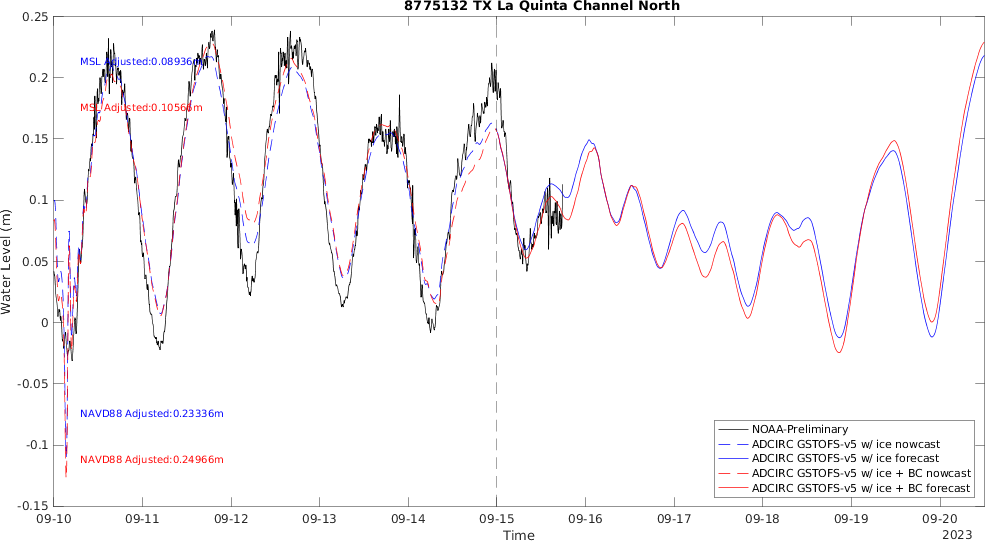 8775132 TX La Quinta Channel North
0.25
0.2
0.15
0.1
0.05
0
-0.05
-0.1
-0.15
Water Level (m)
MSL Adjusted:0.08936m
MSL Adjusted:0.10565m
NAVD88 Adjusted:0.23336m
NAVD88 Adjusted:0.24966m
NOAA-Preliminary
ADCIRC GSTOFS-v5 w/ ice nowcast
ADCIRC GSTOFS-v5 w/ ice forecast
ADCIRC GSTOFS-v5 w/ ice + BC nowcast
ADCIRC GSTOFS-v5 w/ ice + BC forecast
09-10 09-11 09-12 09-13 09-14 09-15 09-16 09-17 09-18 09-19 09-20
Time
2023